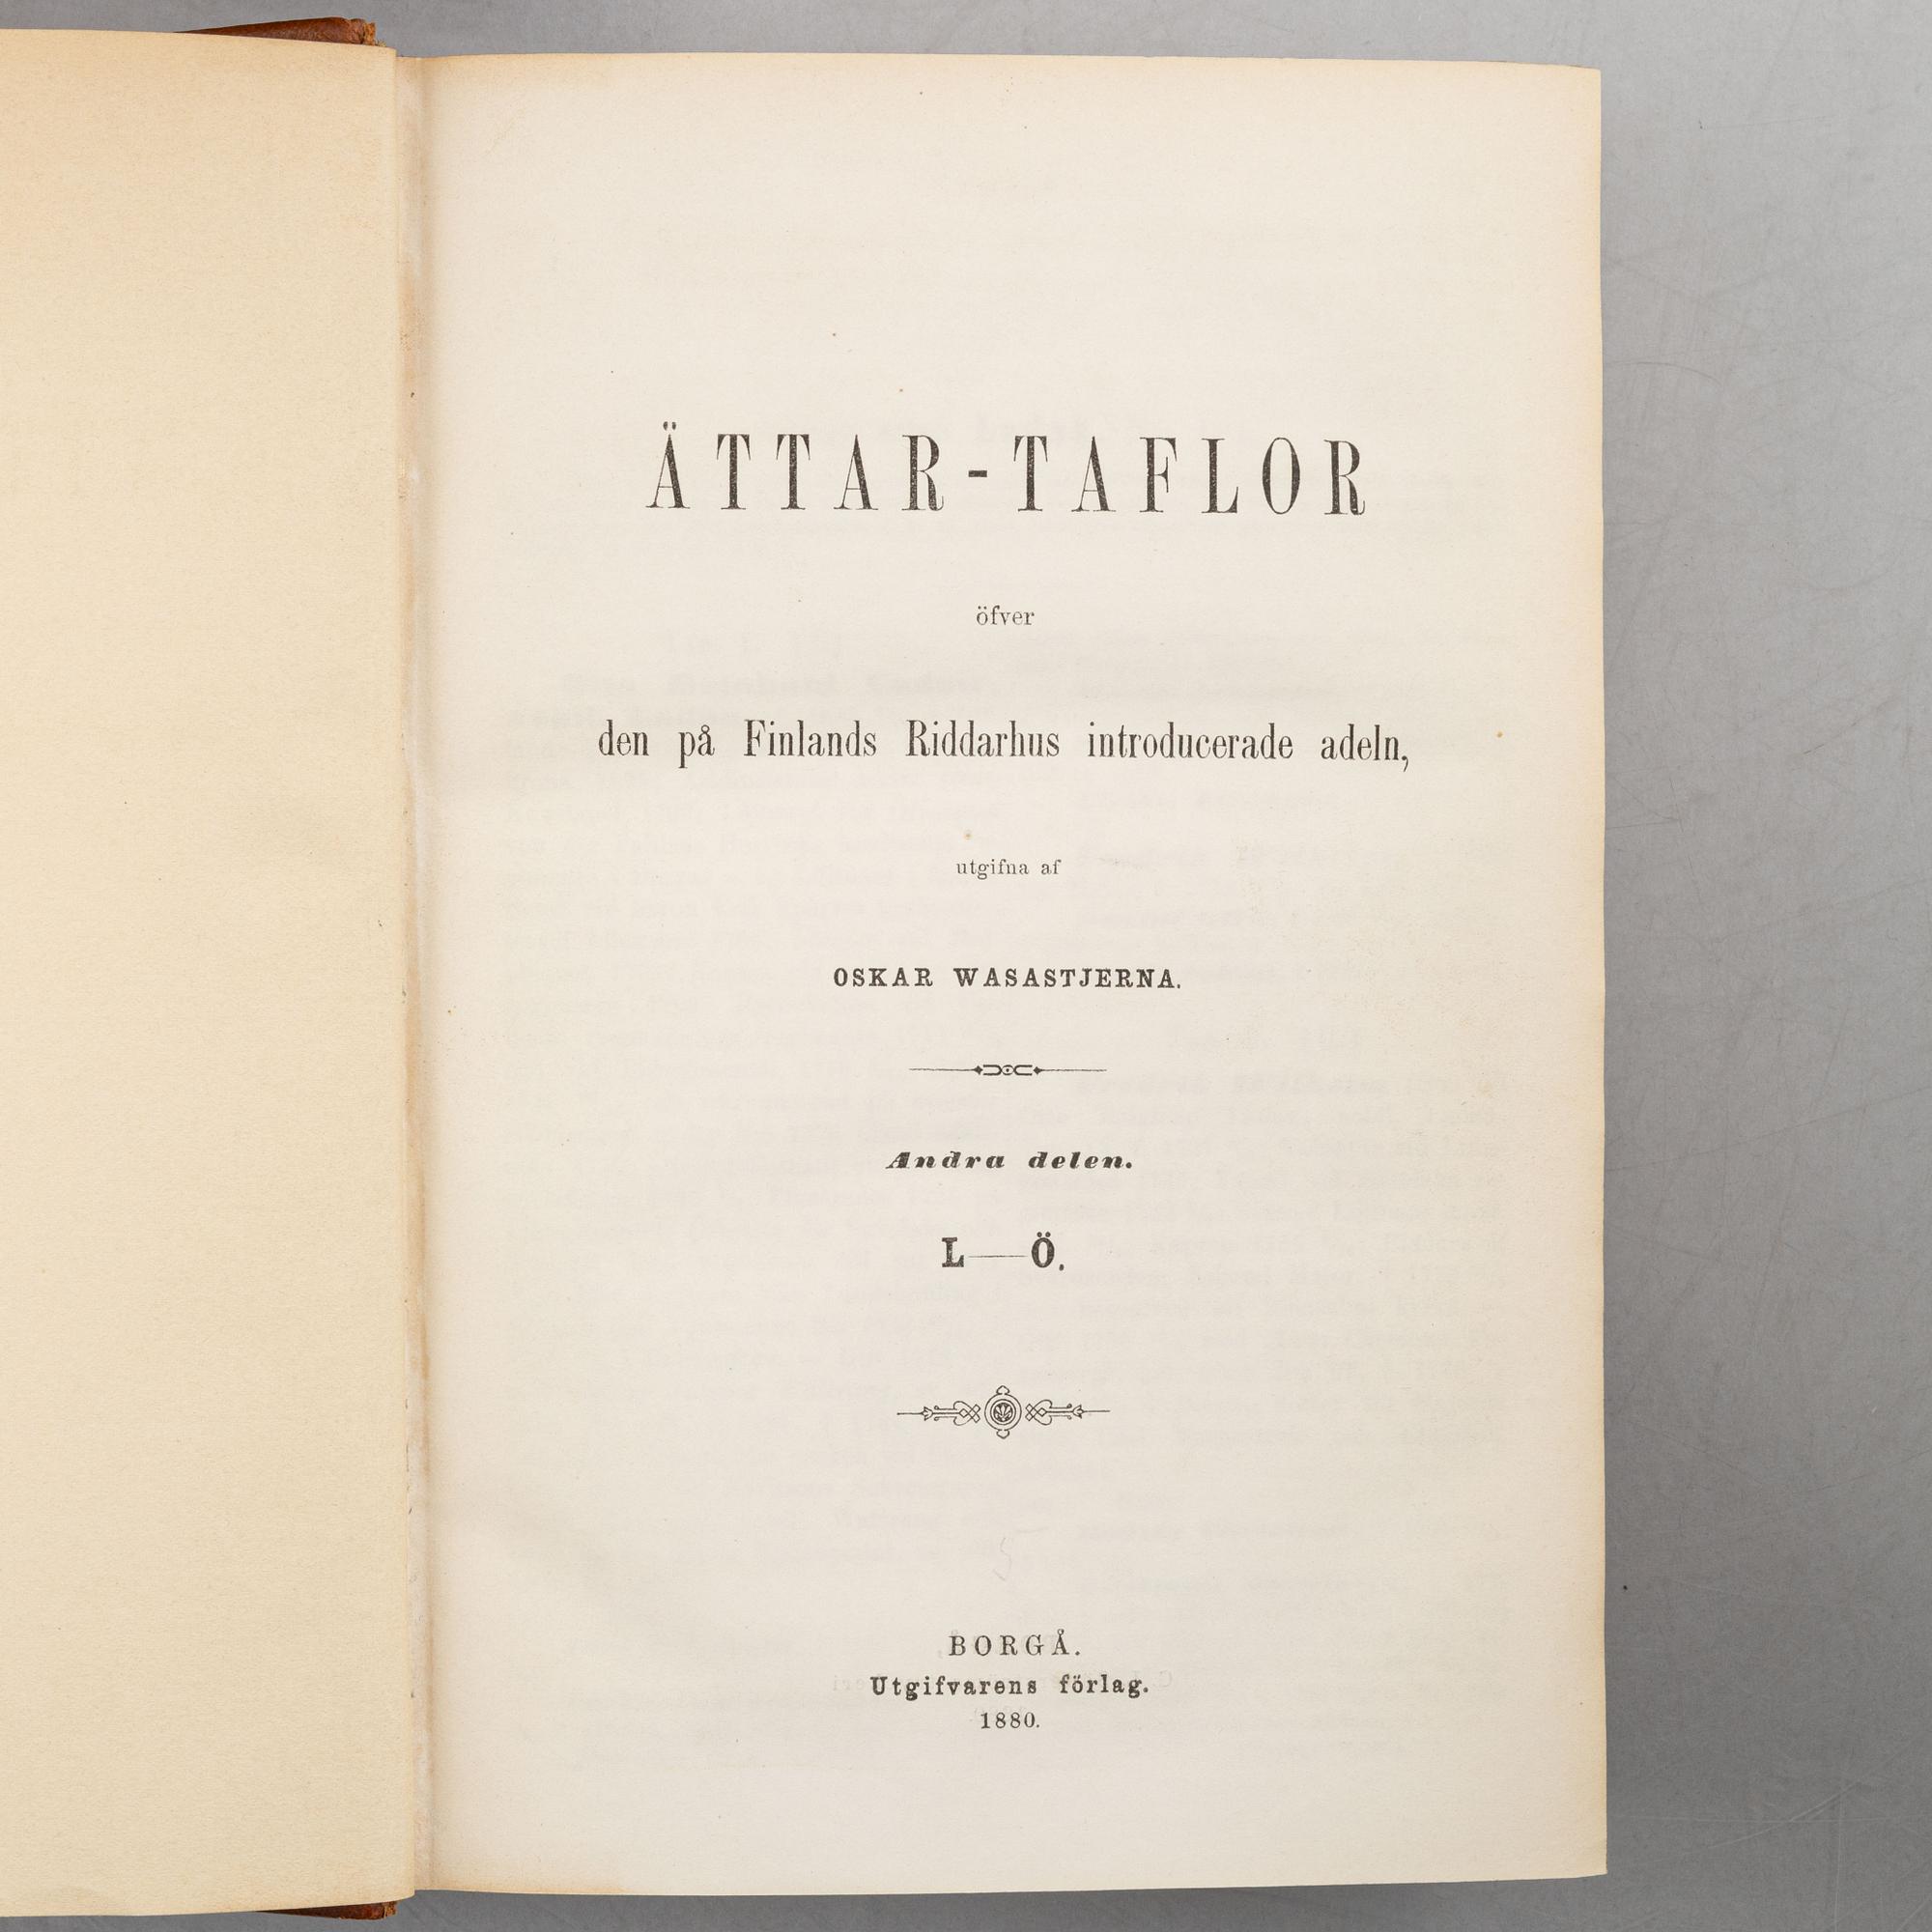 ÄTTAR-TAFLOR
öfver
den på Finlands Riddarhus introducerade adeln,
utgifna af
OSKAR WASASTJERNA.
Andra delen.
L—Ö.
BORGÅ.
Utgifvarens förlag.
1880.